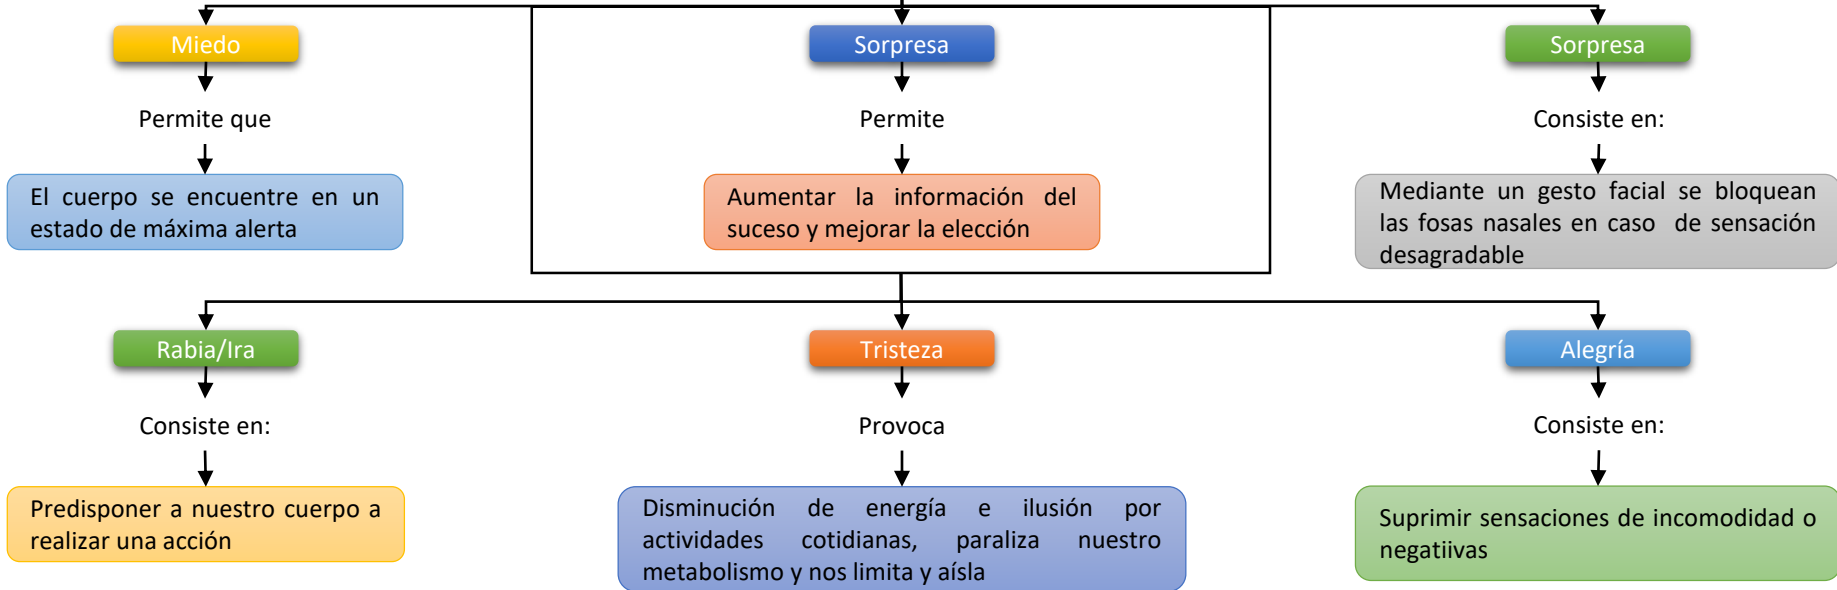 Miedo
Sorpresa
Sorpresa
Permite que
Permite
Consiste en:
El cuerpo se encuentre en un
estado de máxima alerta
Aumentar la información del
suceso y mejorar la elección
Mediante un gesto facial se bloquean
las fosas nasales en caso de sensación
desagradable
Rabia/Ira
Tristeza
Alegría
Consiste en:
Provoca
Consiste en:
Predisponer a nuestro cuerpo a
realizar una acción
Disminución de energía e ilusión por
actividades cotidianas, paraliza nuestro
metabolismo y nos limita y aísla
Suprimir sensaciones de incomodidad o
negatiivas